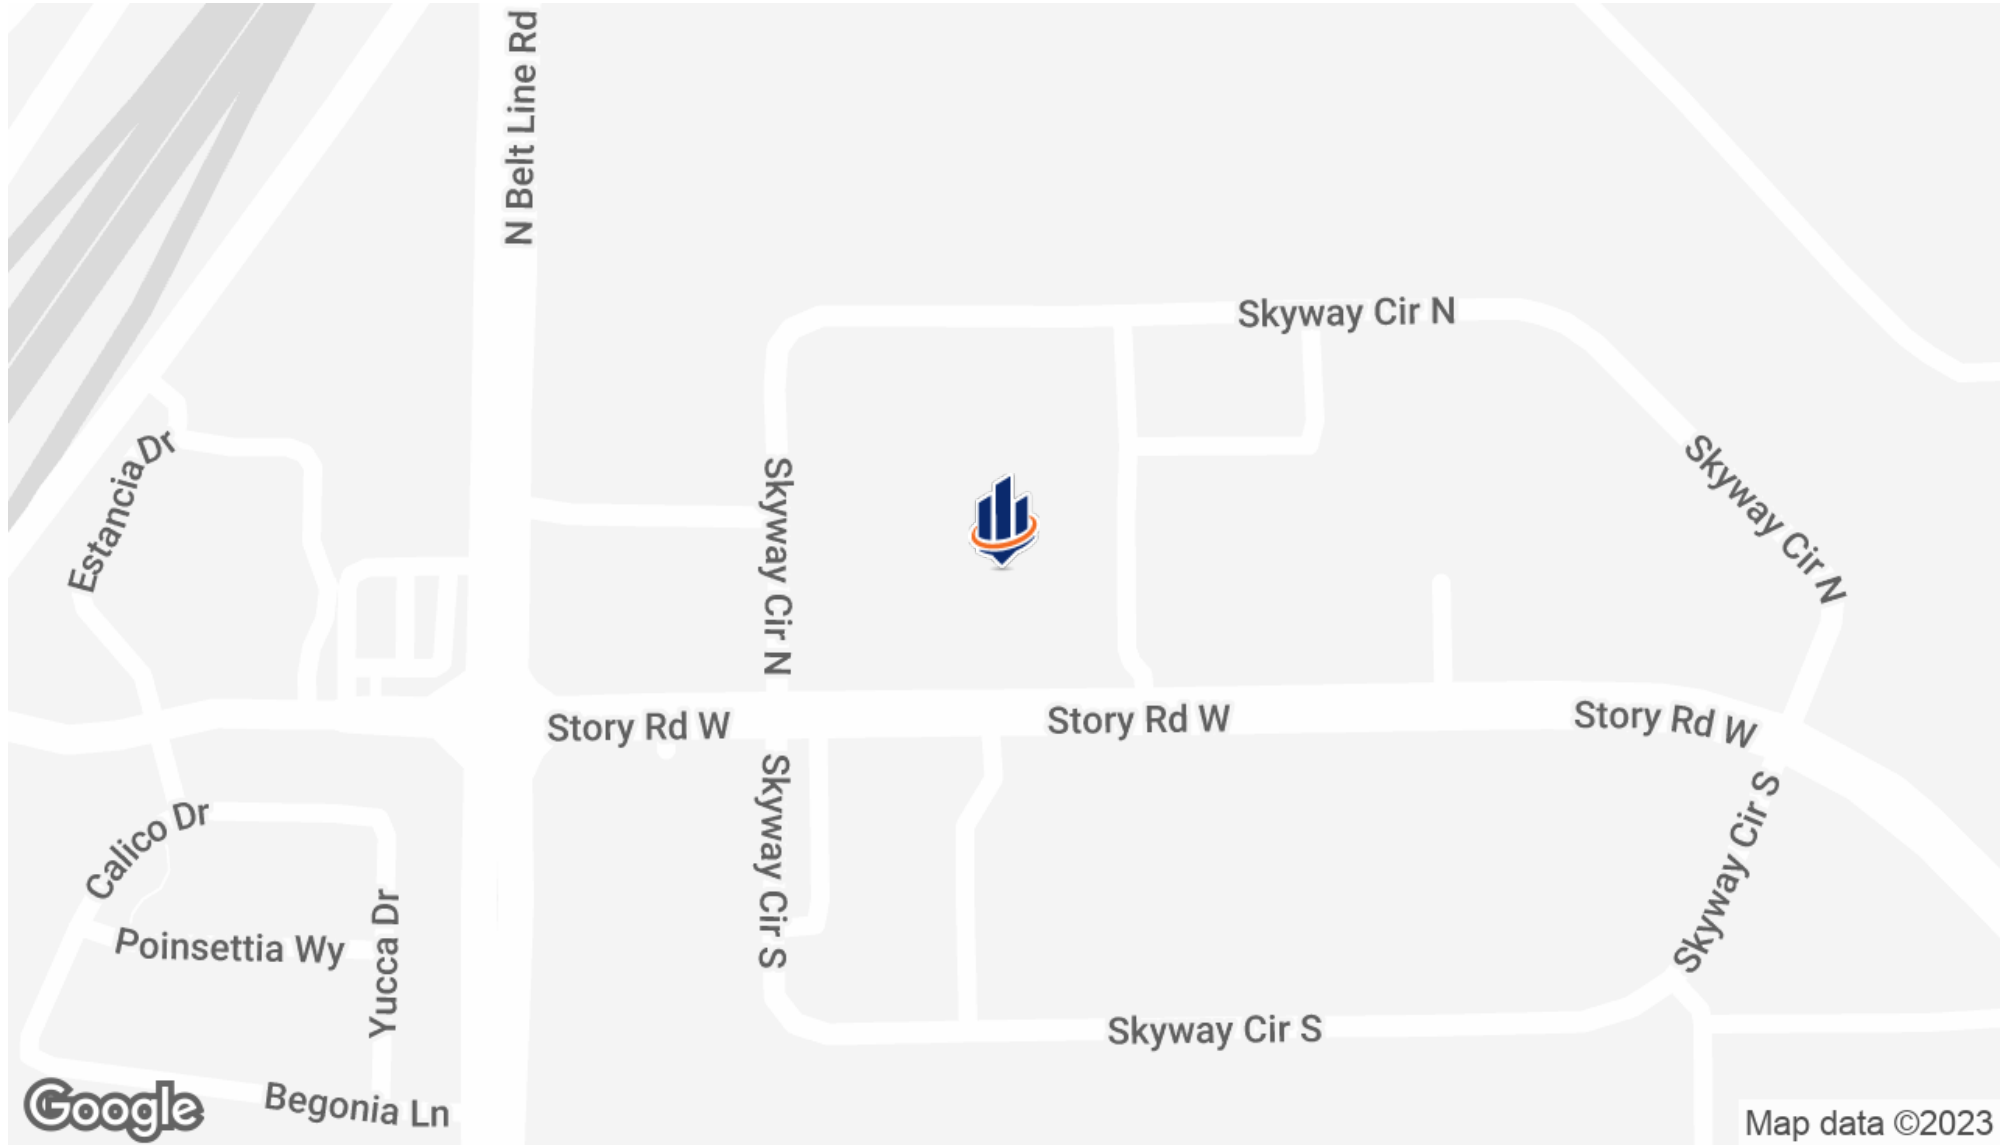 N Belt Line Rd
Skyway Cir N
Estancia Dr
Skyway Cir N
Skyway Cir N
Story Rd W
Story Rd W
Story Rd W
Skyway Cir S
Skyway Cir S
Calico Dr
Poinsettia Wy
Yucca Dr
Skyway Cir S
Begonia Ln
Google
Map data ©2023